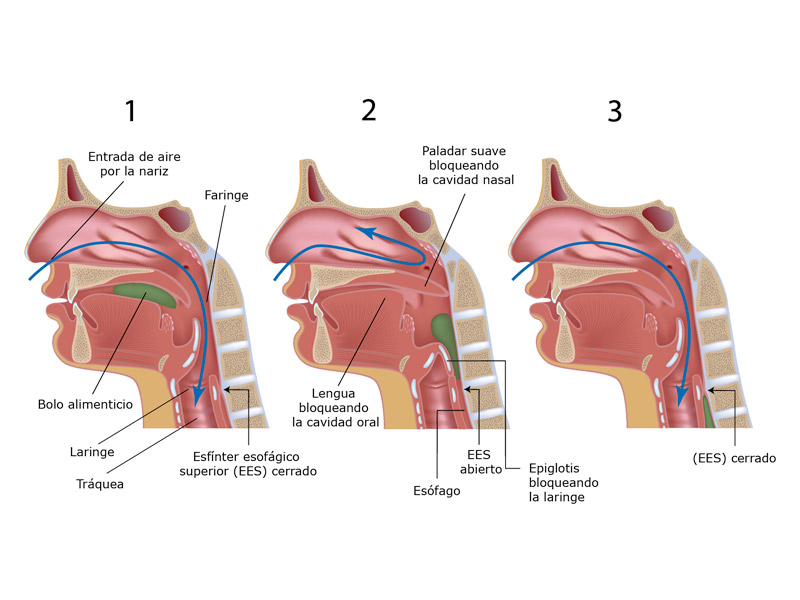 1
2
3
Entrada de aire
por la nariz
Faringe
Bolo alimenticio
Laringe
Tráquea
Esfínter esofágico
superior (EES) cerrado
Paladar suave
bloqueando
la cavidad nasal
Lengua
bloqueando
la cavidad oral
EES
abierto
Esófago
Epiglotis
bloqueando
la laringe
(EES) cerrado